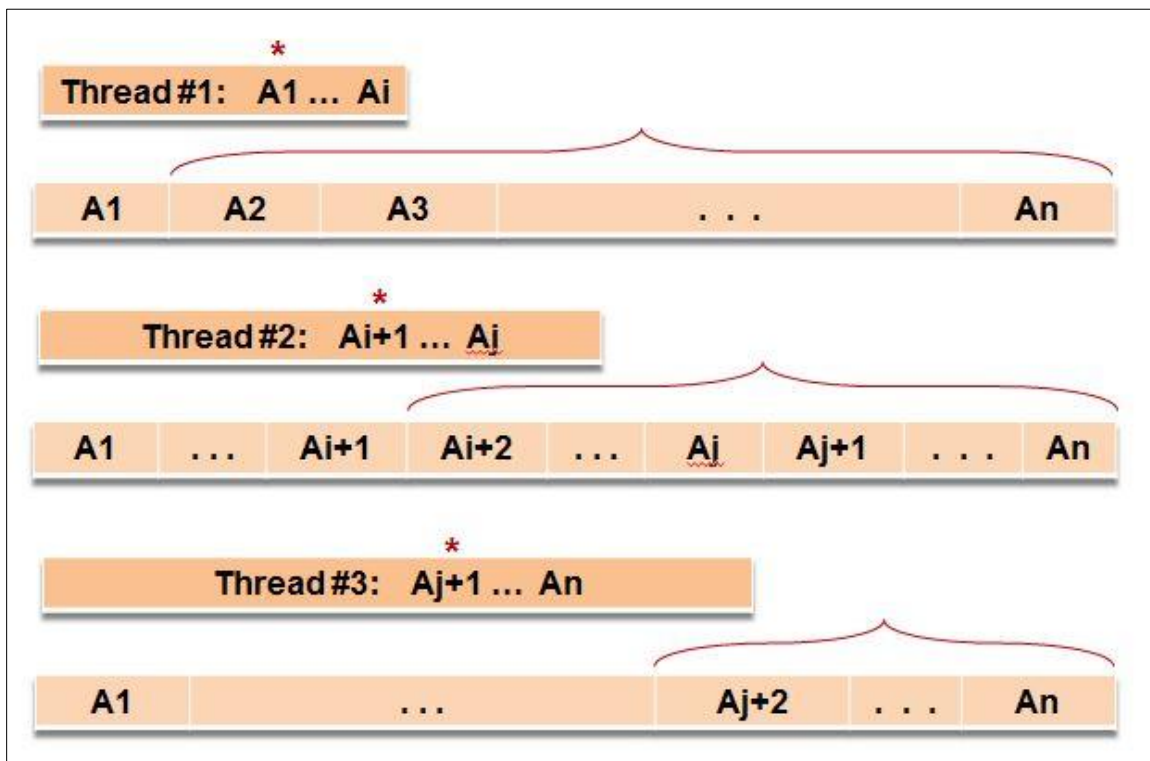 *
Thread #1: A1 ... Ai
A1 A2 A3 . . . An
*
Thread #2: Ai+1 ... Aj
A1 . . . Ai+1 Ai+2 . . . Aj Aj+1 . . . An
*
Thread #3: Aj+1 ... An
A1 . . . Aj+2 . . . An